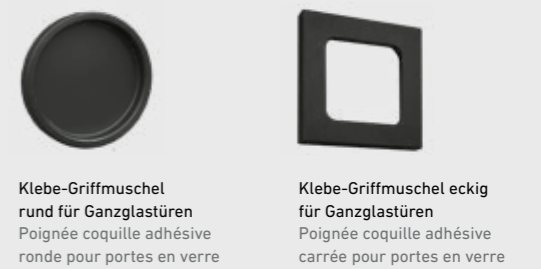 Klebe-Griffmuschel
rund für Ganzglastüren
Poignée coquille adhésive
ronde pour portes en verre
Klebe-Griffmuschel eckig
für Ganzglastüren
Poignée coquille adhésive
carrée pour portes en verre